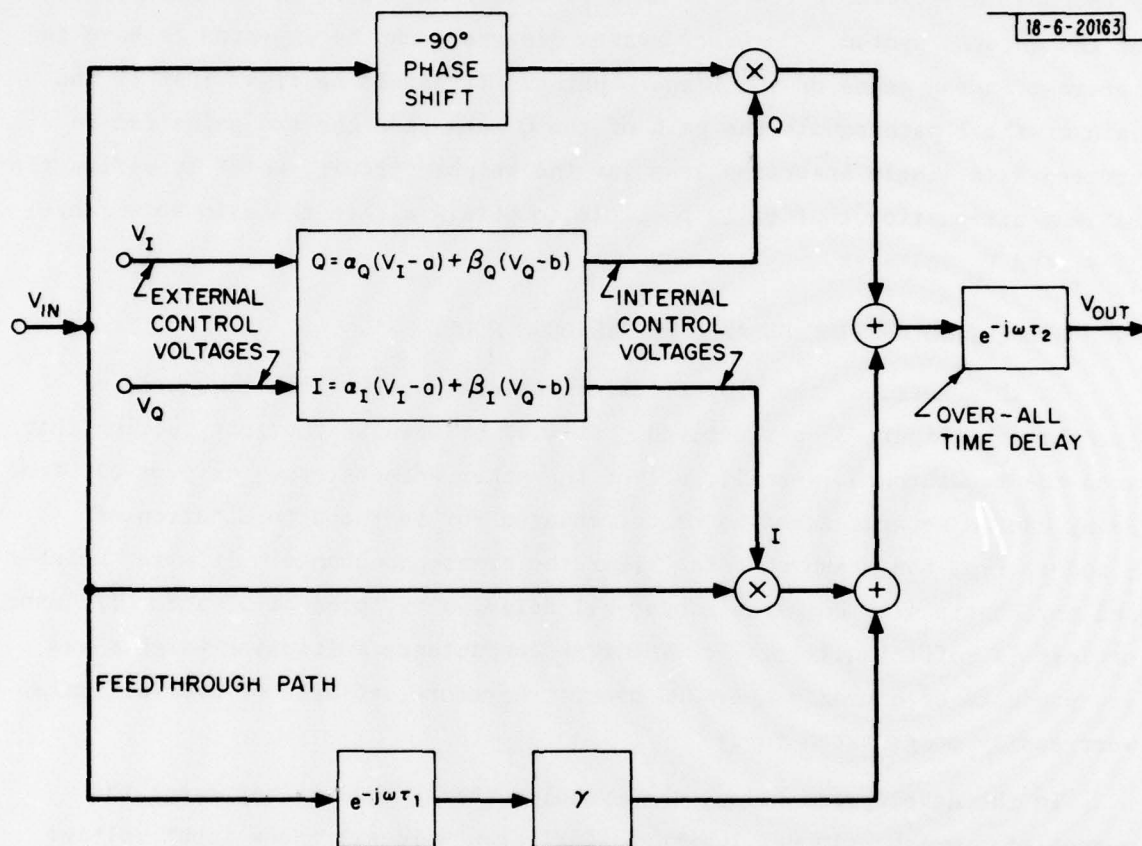 18-6-20163
-90°
PHASE
SHIFT
Q
V_I
Q = α_Q (V_I - a) + β_Q (V_Q - b)
EXTERNAL
CONTROL
VOLTAGES
INTERNAL
CONTROL
VOLTAGES
V_IN
I = α_I (V_I - a) + β_I (V_Q - b)
V_Q
e^-jωτ_2
V_OUT
OVER-ALL
TIME DELAY
I
FEEDTHROUGH PATH
e^-jωτ_1
γ